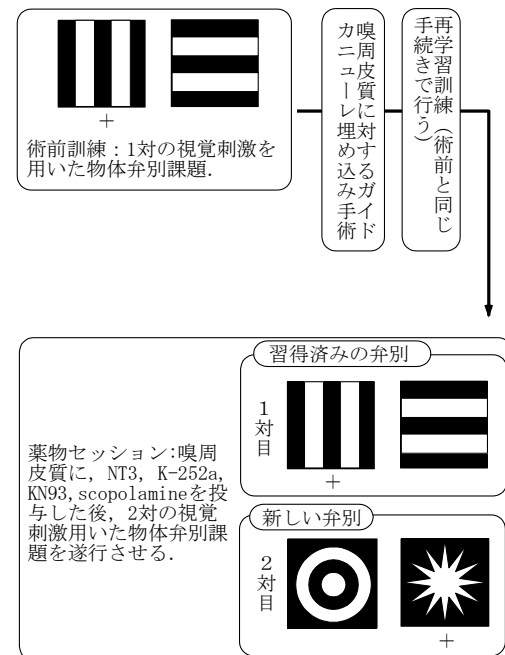 +
術前訓練：1対の視覚刺激を
用いた物体弁別課題.
嗅周皮質に対するガイド
カニューレ埋め込み手術
再学習訓練（術前と同じ
手続きで行う）
薬物セッション:嗅周
皮質に, NT3, K-252a,
KN93,scopolamineを投
与した後, 2対の視覚
刺激用いた物体弁別課
題を遂行させる.
習得済みの弁別
1対目
+
新しい弁別
2対目
+